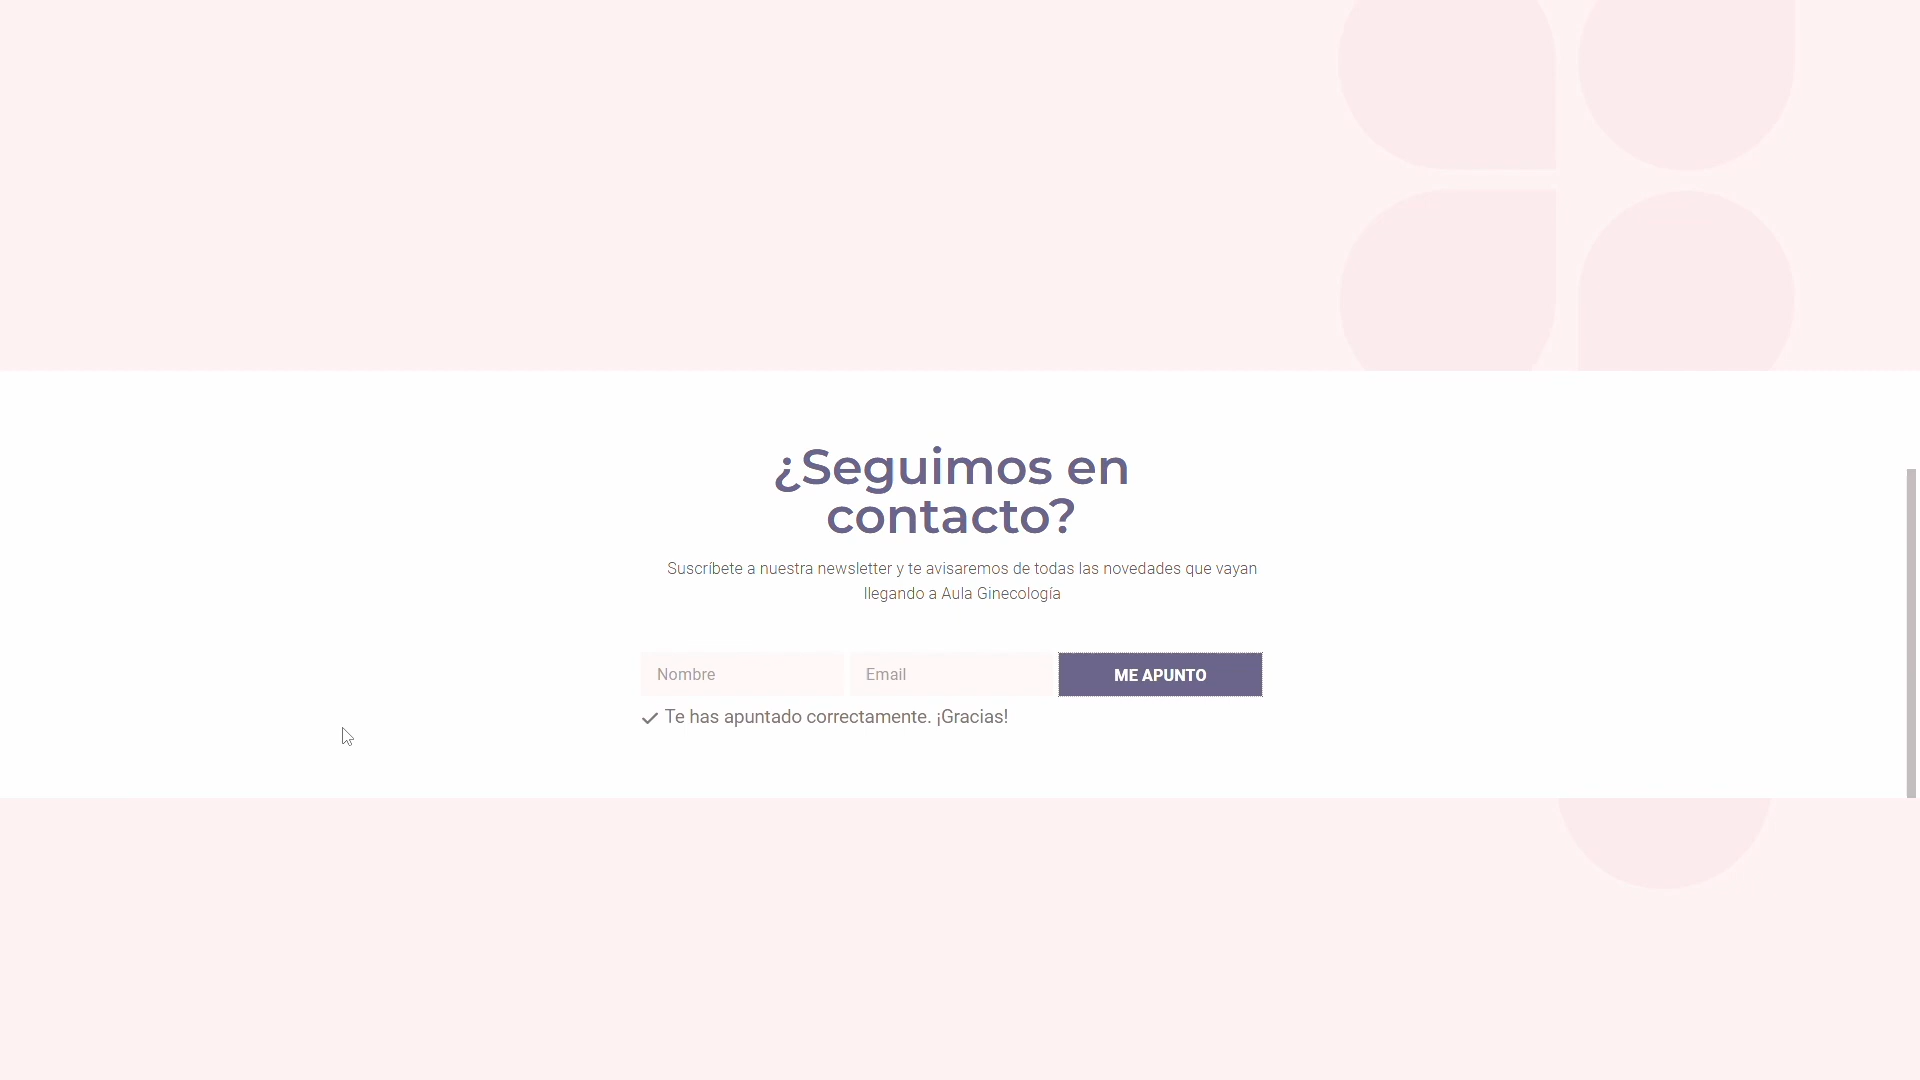 ¿Seguimos en
contacto?
Suscríbete a nuestra newsletter y te avisaremos de todas las novedades que vayan
llegando a Aula Ginecología
Nombre
Email
ME APUNTO
Te has apuntado correctamente. ¡Gracias!